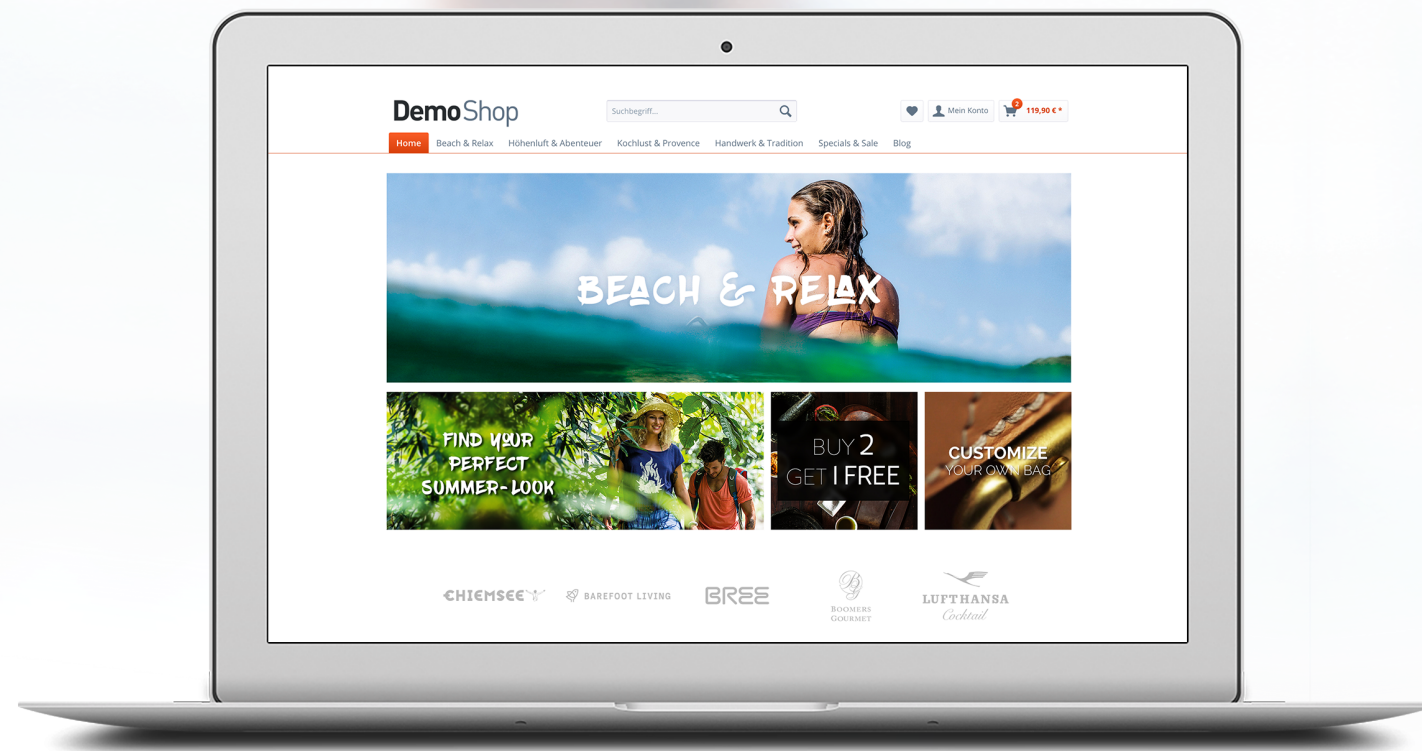 DemoShop
Suchbegriff...
Mein Konto
2
119,90 € *
Home
Beach & Relax
Höhenluft & Abenteuer
Kochlust & Provence
Handwerk & Tradition
Specials & Sale
Blog
BEACH & RELAX
FIND YOUR
PERFECT
SUMMER-LOOK
BUY 2
GET 1 FREE
CUSTOMIZE
YOUR OWN BAG
CHIEMSEE
BAREFOOT LIVING
BREE
B
BOOMERS
GOURMET
LUFTHANSA
Cocktail